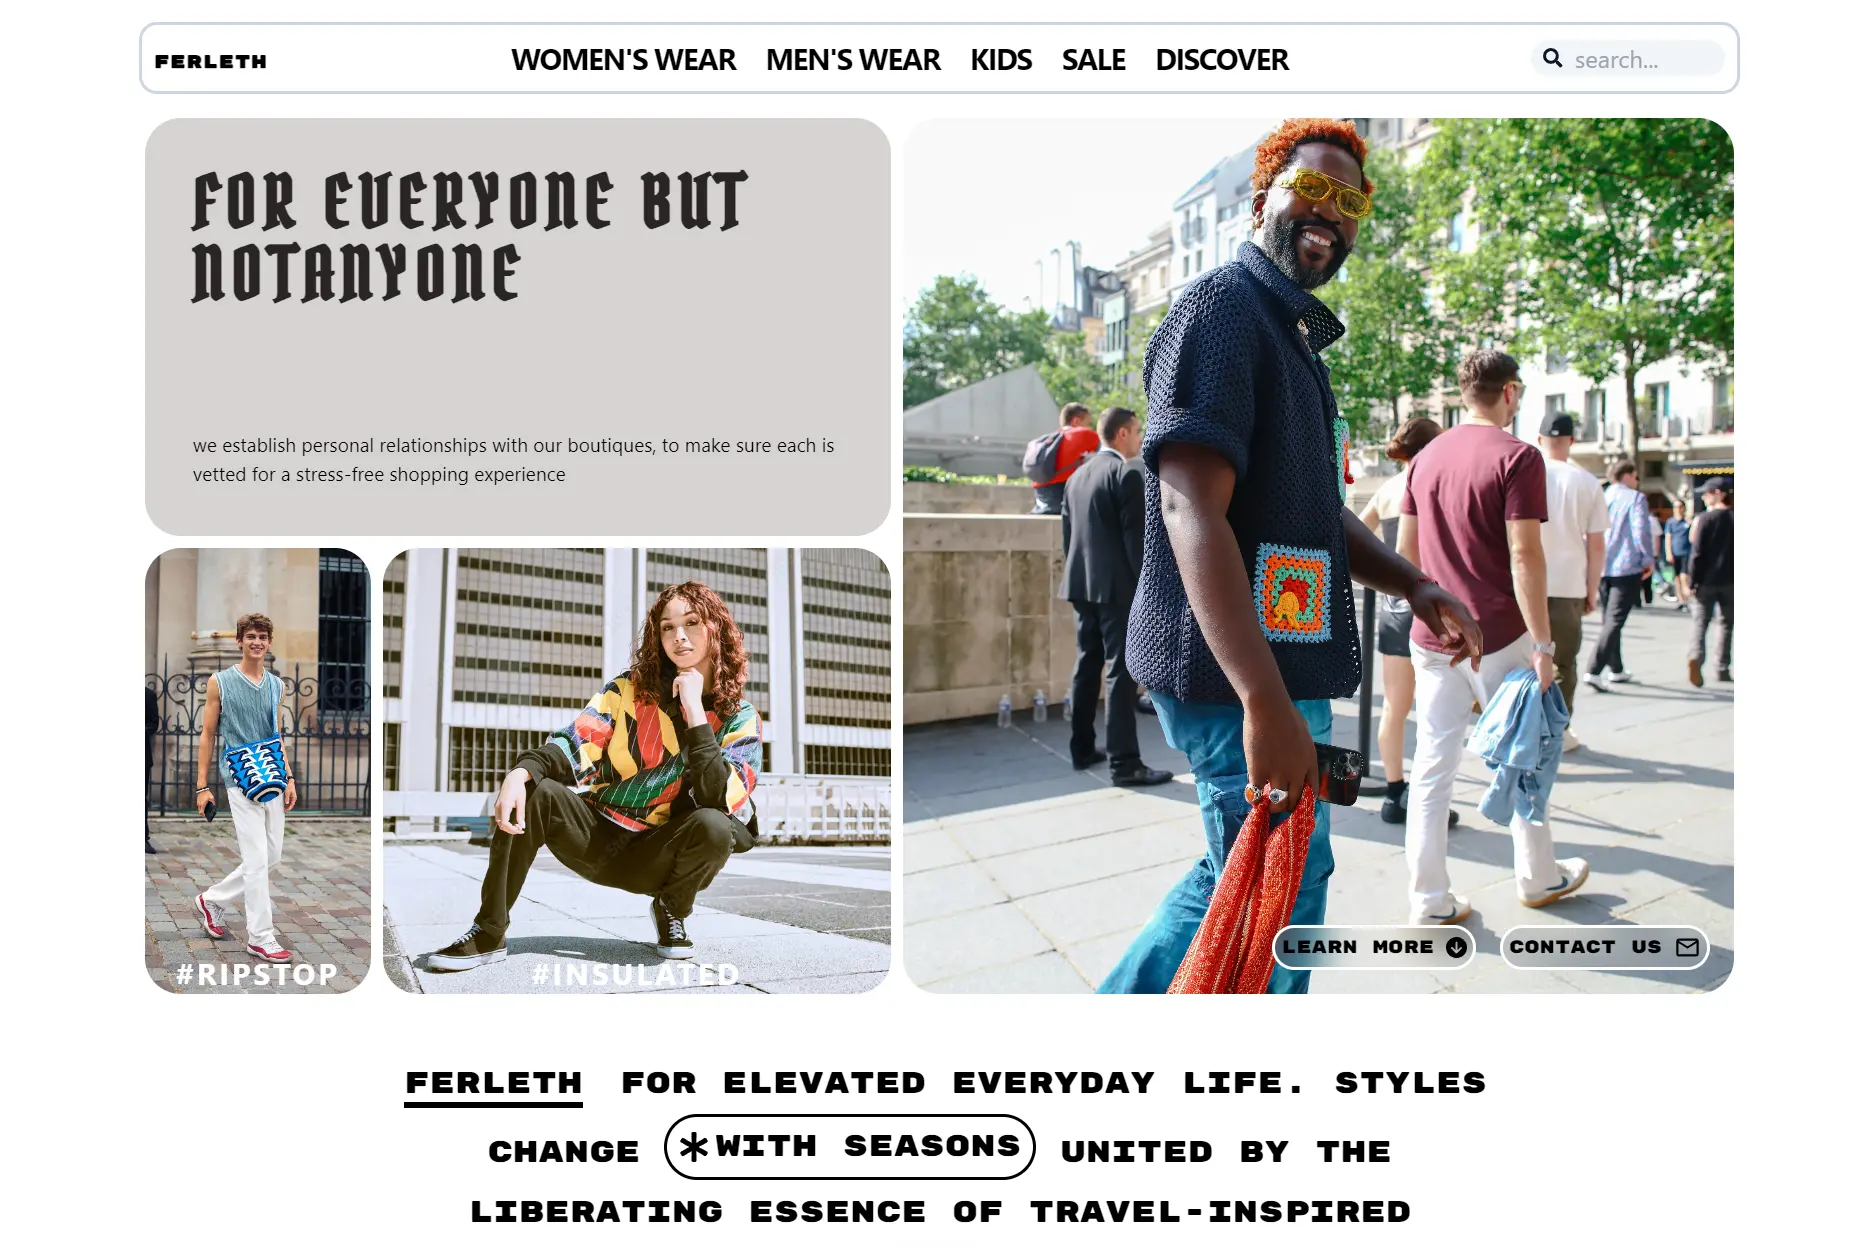 FERLETH
WOMEN'S WEAR MEN'S WEAR KIDS SALE DISCOVER
search...
FOR EVERYONE BUT
NOTANYONE
we establish personal relationships with our boutiques, to make sure each is
vetted for a stress-free shopping experience
#RIPSTOP
#INSULATED
LEARN MORE
CONTACT US
FERLETH FOR ELEVATED EVERYDAY LIFE. STYLES
CHANGE *WITH SEASONS UNITED BY THE
LIBERATING ESSENCE OF TRAVEL-INSPIRED